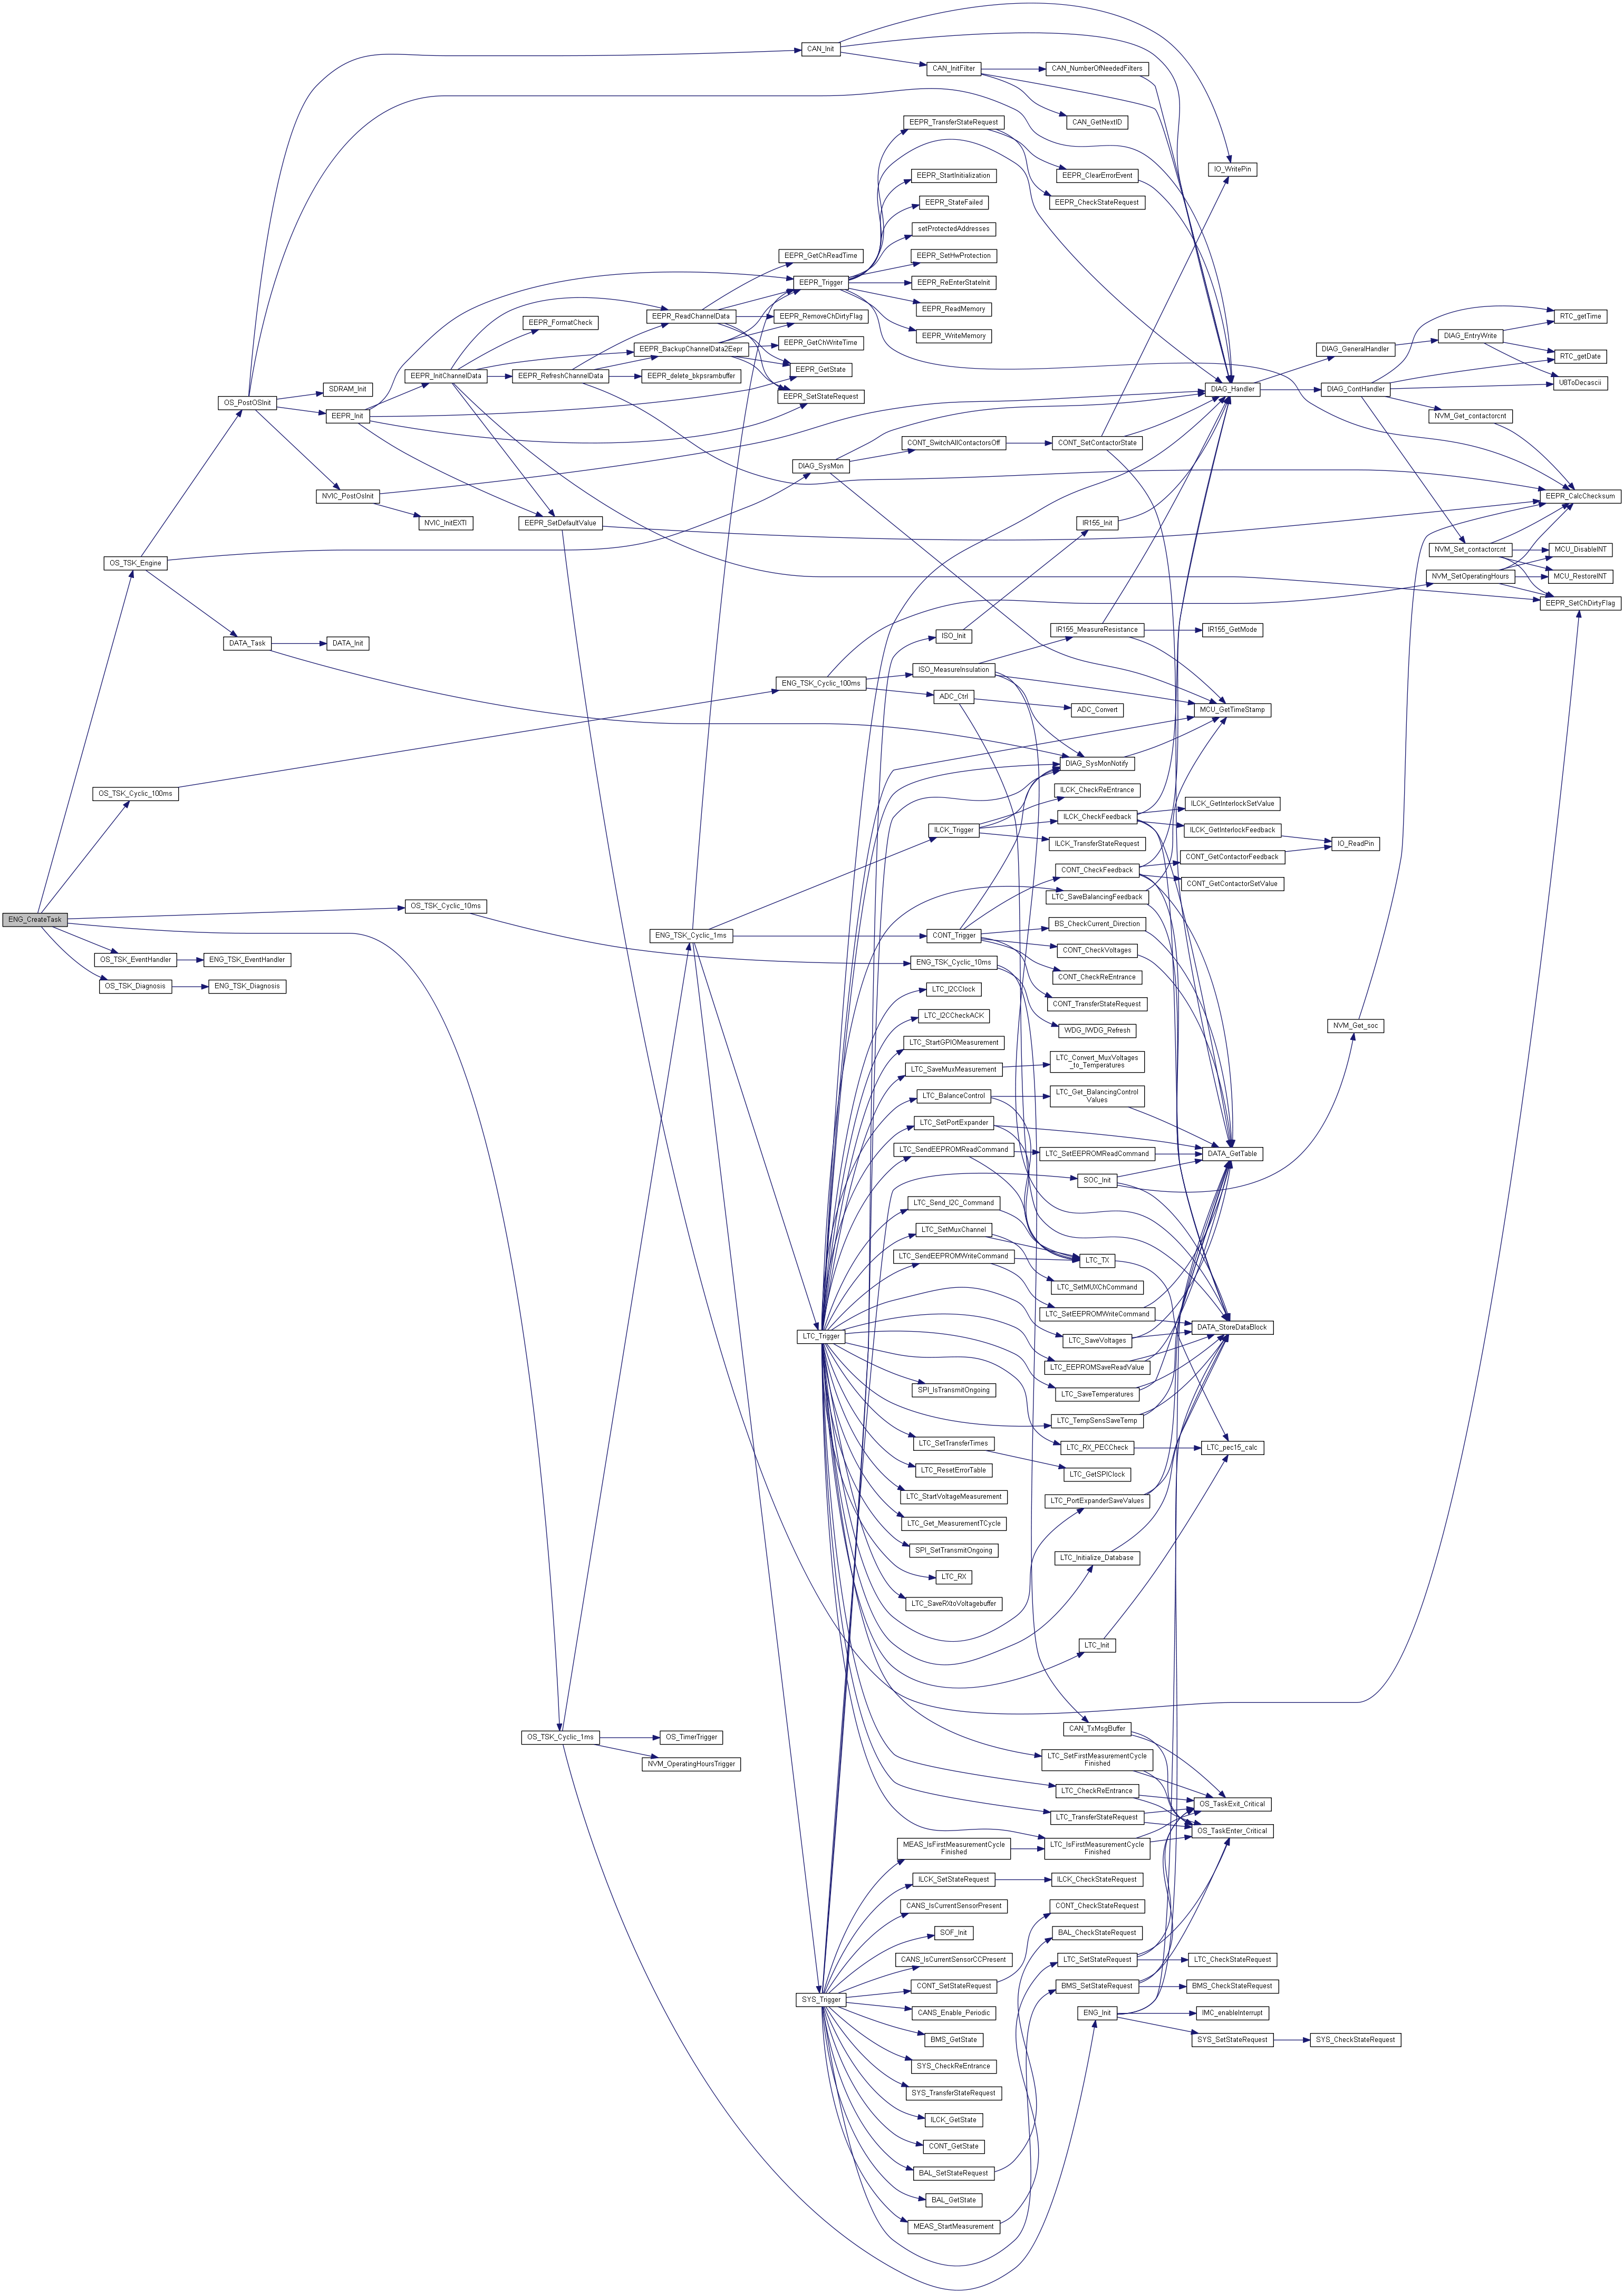 CAN_Init
CAN_InitFilter
CAN_NumberOfNeededFilters
EEPR_TransferStateRequest
CAN_GetNextID
IO_WritePin
EEPR_StartInitialization
EEPR_ClearErrorEvent
EEPR_StateFailed
EEPR_CheckStateRequest
setProtectedAddresses
EEPR_GetChReadTime
EEPR_SetHwProtection
EEPR_Trigger
EEPR_ReEnterStateInit
EEPR_ReadMemory
RTC_getTime
EEPR_ReadChannelData
EEPR_RemoveChDirtyFlag
EEPR_FormatCheck
EEPR_WriteMemory
DIAG_EntryWrite
EEPR_BackupChannelData2Eepr
EEPR_GetChWriteTime
DIAG_GeneralHandler
RTC_getDate
EEPR_InitChannelData
EEPR_RefreshChannelData
EEPR_delete_bkpsrambuffer
EEPR_GetState
SDRAM_Init
DIAG_Handler
DIAG_ContHandler
U8ToDecascii
OS_PostOSInit
EEPR_Init
EEPR_SetStateRequest
NVM_Get_contactorcnt
CONT_SwitchAllContactorsOff
CONT_SetContactorState
DIAG_SysMon
NVIC_PostOsInit
EEPR_CalcChecksum
NVIC_InitEXTI
EEPR_SetDefaultValue
IR155_Init
NVM_Set_contactorcnt
MCU_DisableINT
OS_TSK_Engine
NVM_SetOperatingHours
MCU_RestoreINT
EEPR_SetChDirtyFlag
DATA_Task
DATA_Init
ISO_Init
IR155_MeasureResistance
IR155_GetMode
ISO_MeasureInsulation
ENG_TSK_Cyclic_100ms
ADC_Ctrl
ADC_Convert
MCU_GetTimeStamp
DIAG_SysMonNotify
OS_TSK_Cyclic_100ms
ILCK_CheckReEntrance
ILCK_GetInterlockSetValue
ILCK_Trigger
ILCK_CheckFeedback
ILCK_GetInterlockFeedback
ILCK_TransferStateRequest
IO_ReadPin
CONT_GetContactorFeedback
CONT_CheckFeedback
CONT_GetContactorSetValue
LTC_SaveBalancingFeedback
OS_TSK_Cyclic_10ms
ENG_CreateTask
BS_CheckCurrent_Direction
ENG_TSK_Cyclic_1ms
CONT_Trigger
CONT_CheckVoltages
OS_TSK_EventHandler
ENG_TSK_EventHandler
ENG_TSK_Cyclic_10ms
CONT_CheckReEntrance
OS_TSK_Diagnosis
ENG_TSK_Diagnosis
LTC_I2CClock
CONT_TransferStateRequest
LTC_I2CCheckACK
WDG_IWDG_Refresh
NVM_Get_soc
LTC_StartGPIOMeasurement
LTC_SaveMuxMeasurement
LTC_Convert_MuxVoltages
_to_Temperatures
LTC_BalanceControl
LTC_Get_BalancingControl
Values
LTC_SetPortExpander
LTC_SendEEPROMReadCommand
LTC_SetEEPROMReadCommand
DATA_GetTable
SOC_Init
LTC_Send_I2C_Command
LTC_SetMuxChannel
LTC_SendEEPROMWriteCommand
LTC_TX
LTC_SetMUXChCommand
LTC_SetEEPROMWriteCommand
DATA_StoreDataBlock
LTC_Trigger
LTC_SaveVoltages
LTC_EEPROMSaveReadValue
SPI_IsTransmitOngoing
LTC_SaveTemperatures
LTC_TempSensSaveTemp
LTC_SetTransferTimes
LTC_RX_PECCheck
LTC_pec15_calc
LTC_ResetErrorTable
LTC_GetSPIClock
LTC_StartVoltageMeasurement
LTC_PortExpanderSaveValues
LTC_Get_MeasurementTCycle
SPI_SetTransmitOngoing
LTC_Initialize_Database
LTC_RX
LTC_SaveRXtoVoltagebuffer
LTC_Init
CAN_TxMsgBuffer
OS_TSK_Cyclic_1ms
OS_TimerTrigger
LTC_SetFirstMeasurementCycle
Finished
NVM_OperatingHoursTrigger
LTC_CheckReEntrance
OS_TaskExit_Critical
LTC_TransferStateRequest
OS_TaskEnter_Critical
MEAS_IsFirstMeasurementCycle
Finished
LTC_IsFirstMeasurementCycle
Finished
ILCK_SetStateRequest
ILCK_CheckStateRequest
CANS_IsCurrentSensorPresent
CONT_CheckStateRequest
SOF_Init
BAL_CheckStateRequest
CANS_IsCurrentSensorCCPresent
LTC_SetStateRequest
LTC_CheckStateRequest
CONT_SetStateRequest
BMS_SetStateRequest
BMS_CheckStateRequest
SYS_Trigger
CANS_Enable_Periodic
ENG_Init
IMC_enableInterrupt
BMS_GetState
SYS_SetStateRequest
SYS_CheckStateRequest
SYS_CheckReEntrance
SYS_TransferStateRequest
ILCK_GetState
CONT_GetState
BAL_SetStateRequest
BAL_GetState
MEAS_StartMeasurement